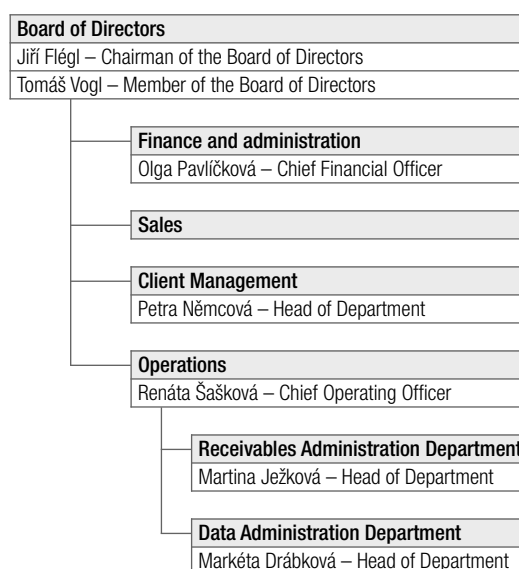 Board of Directors
Jiří Flégl – Chairman of the Board of Directors
Tomáš Vogl – Member of the Board of Directors
Finance and administration
Olga Pavlíčková – Chief Financial Officer
Sales
Client Management
Petra Němcová – Head of Department
Operations
Renáta Šašková – Chief Operating Officer
Receivables Administration Department
Martina Ježková – Head of Department
Data Administration Department
Markéta Drábková – Head of Department